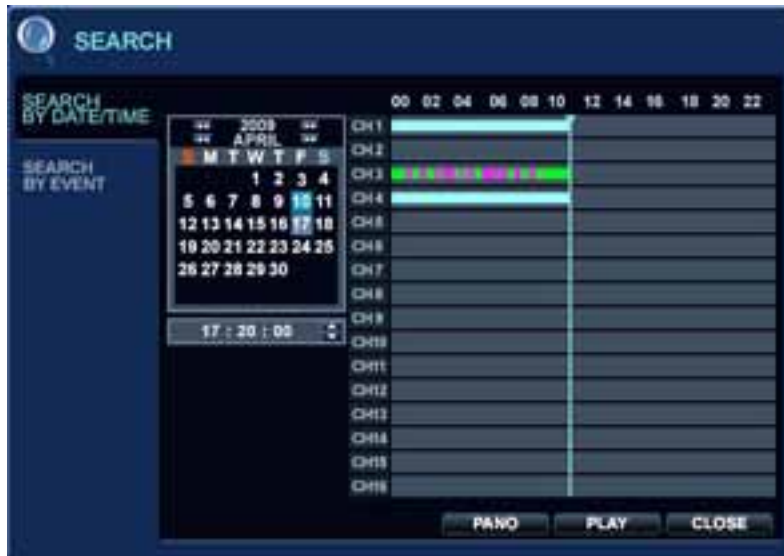 SEARCH
SEARCH
BY DATE/TIME
SEARCH
BY EVENT
2009
APRIL
S M T W T F S
1 2 3 4
5 6 7 8 9 10 11
12 13 14 15 16 17 18
19 20 21 22 23 24 25
26 27 28 29 30
17 : 20 : 00
00 02 04 06 08 10 12 14 16 18 20 22
CH1
CH2
CH3
CH4
CH5
CH6
CH7
CH8
CH9
CH10
CH11
CH12
CH13
CH14
CH15
CH16
PANO PLAY CLOSE